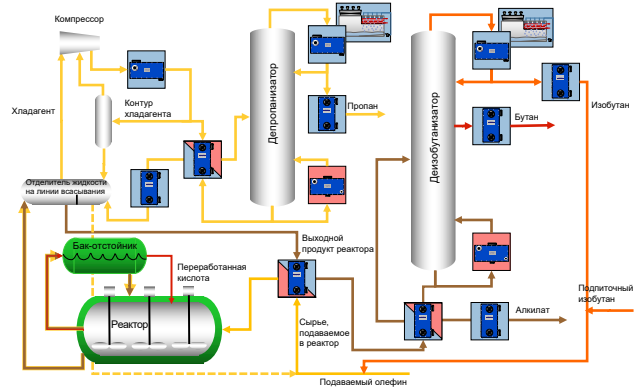 Компрессор
Хладагент
Контур
хладагента
Депропанизатор
Пропан
Деизобутанизатор
Изобутан
Бутан
Отделитель жидкости
на линии всасывания
Бак-отстойник
Переработанная
кислота
Выходной
продукт реактора
Реактор
Сырье,
подаваемое
в реактор
Подпиточный
изобутан
Алкилат
Подаваемый олефин